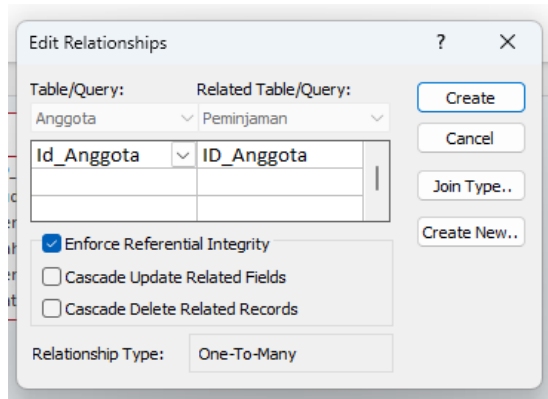 Edit Relationships ? X
Table/Query: Related Table/Query: Create
Anggota Peminjaman
Cancel
Id_Anggota ID_Anggota
Join Type..
Create New..
Enforce Referential Integrity
Cascade Update Related Fields
Cascade Delete Related Records
Relationship Type: One-To-Many